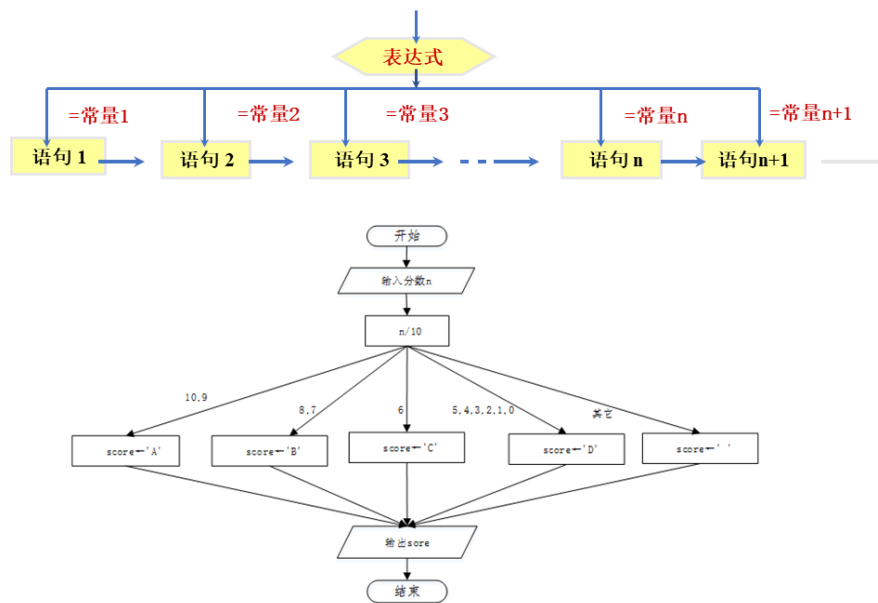 表达式
=常量1
=常量2
=常量3
=常量n
=常量n+1
语句 1
语句 2
语句 3
语句 n
语句n+1
开始
输入分数n
n/10
10,9
8,7
6
5,4,3,2,1,0
其它
score←'A'
score←'B'
score←'C'
score←'D'
score←' '
输出sore
结束